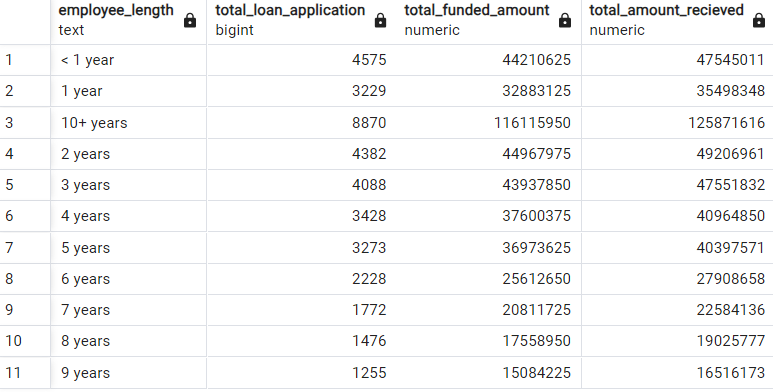 employee_length total_loan_application total_funded_amount total_amount_recieved
text bigint numeric numeric
1 < 1 year 4575 44210625 47545011
2 1 year 3229 32883125 35498348
3 10+ years 8870 116115950 125871616
4 2 years 4382 44967975 49206961
5 3 years 4088 43937850 47551832
6 4 years 3428 37600375 40964850
7 5 years 3273 36973625 40397571
8 6 years 2228 25612650 27908658
9 7 years 1772 20811725 22584136
10 8 years 1476 17558950 19025777
11 9 years 1255 15084225 16516173